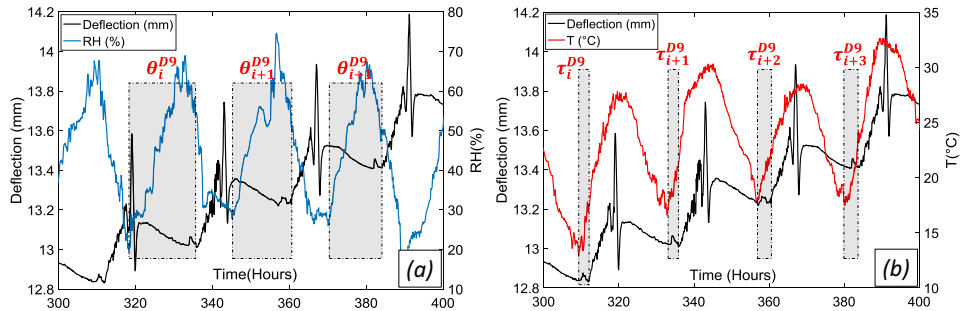 14.2
14
13.8
13.6
13.4
13.2
13
12.8
Deflection (mm)
Deflection (mm)
RH (%)
θ_i^{D9}
θ_{i+1}^{D9}
θ_{i+1}^{D9}
80
70
60
50
40
30
20
10
RH(%)
Time(Hours)
(a)
300 320 340 360 380 400
14.2
14
13.8
13.6
13.4
13.2
13
12.8
Deflection (mm)
Deflection (mm)
T (°C)
τ_i^{D9}
τ_{i+1}^{D9}
τ_{i+2}^{D9}
τ_{i+3}^{D9}
35
30
25
20
15
10
T(°C)
Time(Hours)
(b)
300 320 340 360 380 400